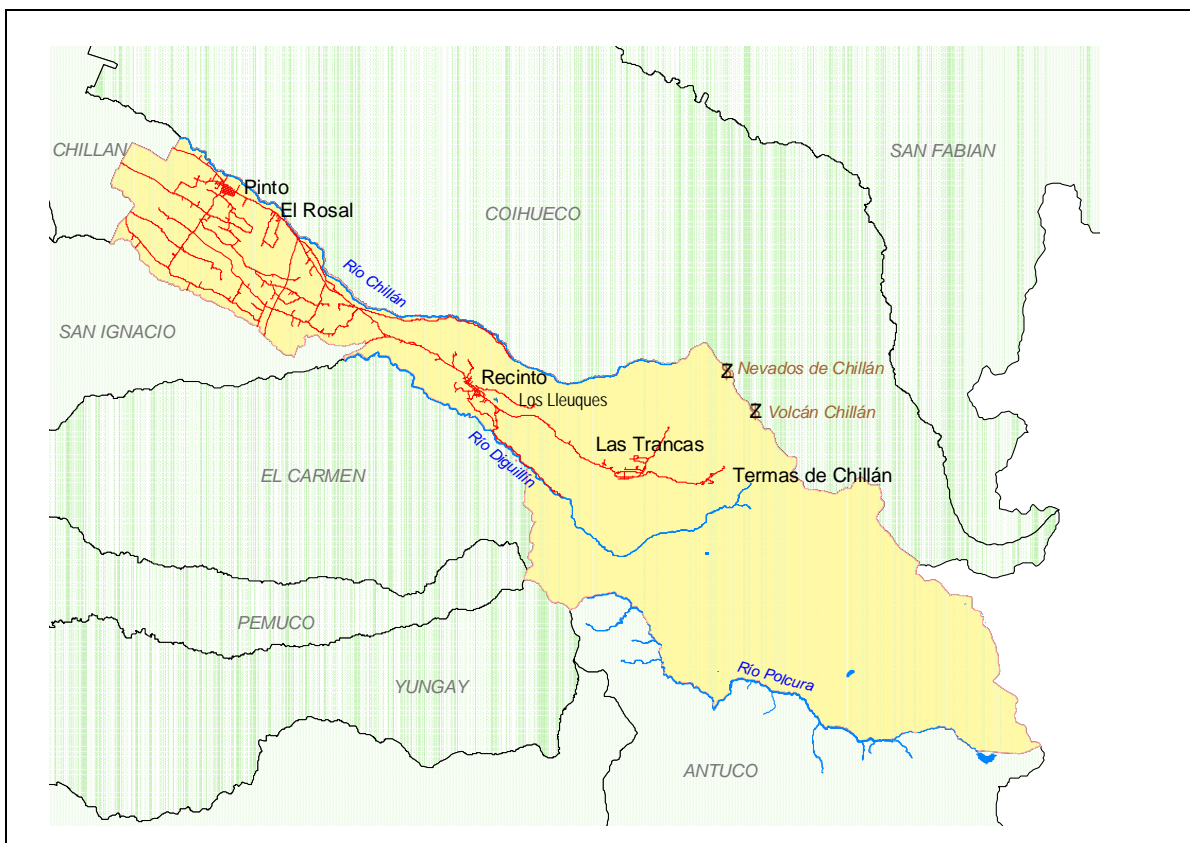 CHILLAN
SAN FABIAN
Pinto
El Rosal
COIHUECO
Río Chillán
SAN IGNACIO
Z Nevados de Chillán
Recinto
Los Lleuques
Z Volcán Chillán
Las Trancas
Río Diguillín
EL CARMEN
Termas de Chillán
PEMUCO
Río Polcura
YUNGAY
ANTUCO